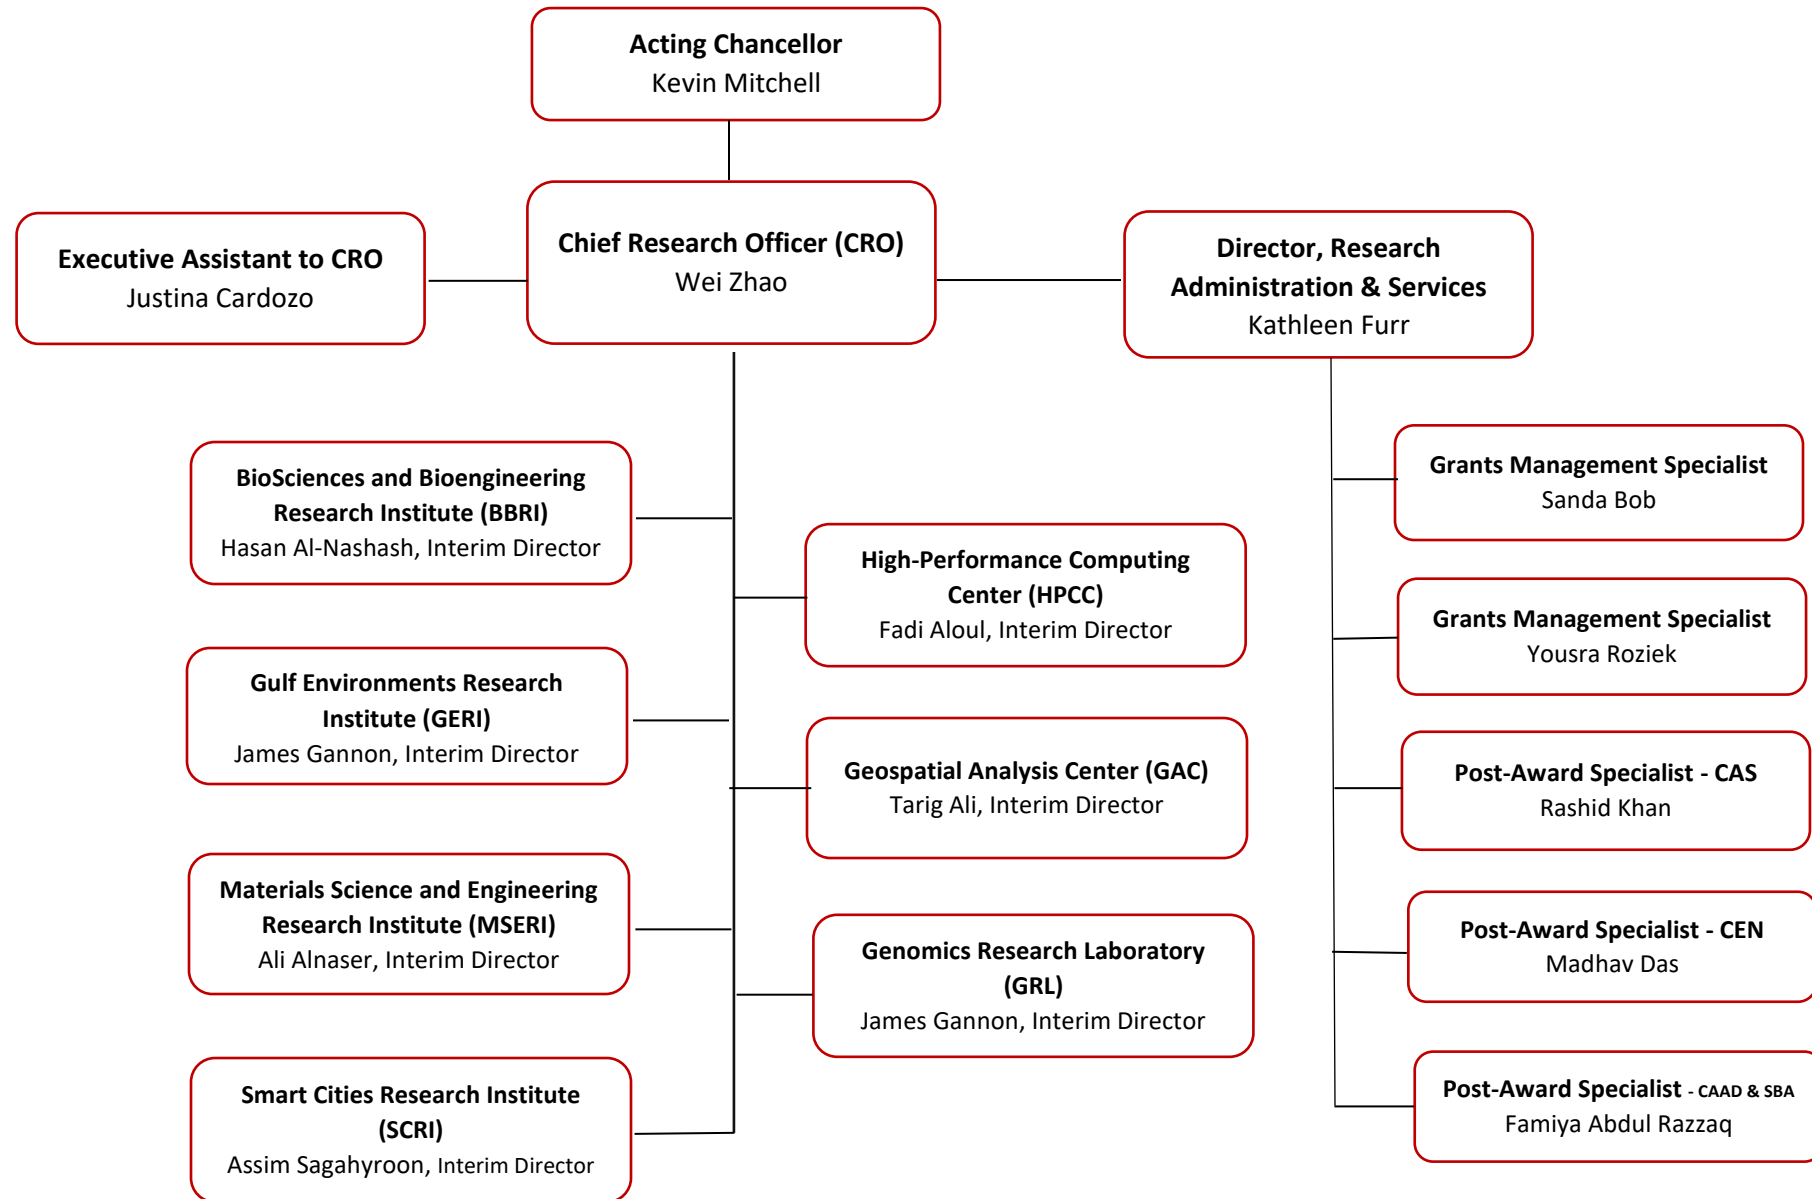 Acting Chancellor
Kevin Mitchell
Executive Assistant to CRO
Justina Cardozo
Chief Research Officer (CRO)
Wei Zhao
Director, Research
Administration & Services
Kathleen Furr
BioSciences and Bioengineering
Research Institute (BBRI)
Hasan Al-Nashash, Interim Director
Gulf Environments Research
Institute (GERI)
James Gannon, Interim Director
Materials Science and Engineering
Research Institute (MSERI)
Ali Alnaser, Interim Director
Smart Cities Research Institute
(SCRI)
Assim Sagahyroon, Interim Director
High-Performance Computing
Center (HPCC)
Fadi Aloul, Interim Director
Geospatial Analysis Center (GAC)
Tarig Ali, Interim Director
Genomics Research Laboratory
(GRL)
James Gannon, Interim Director
Grants Management Specialist
Sanda Bob
Grants Management Specialist
Yousra Roziek
Post-Award Specialist - CAS
Rashid Khan
Post-Award Specialist - CEN
Madhav Das
Post-Award Specialist - CAAD & SBA
Famiya Abdul Razzaq